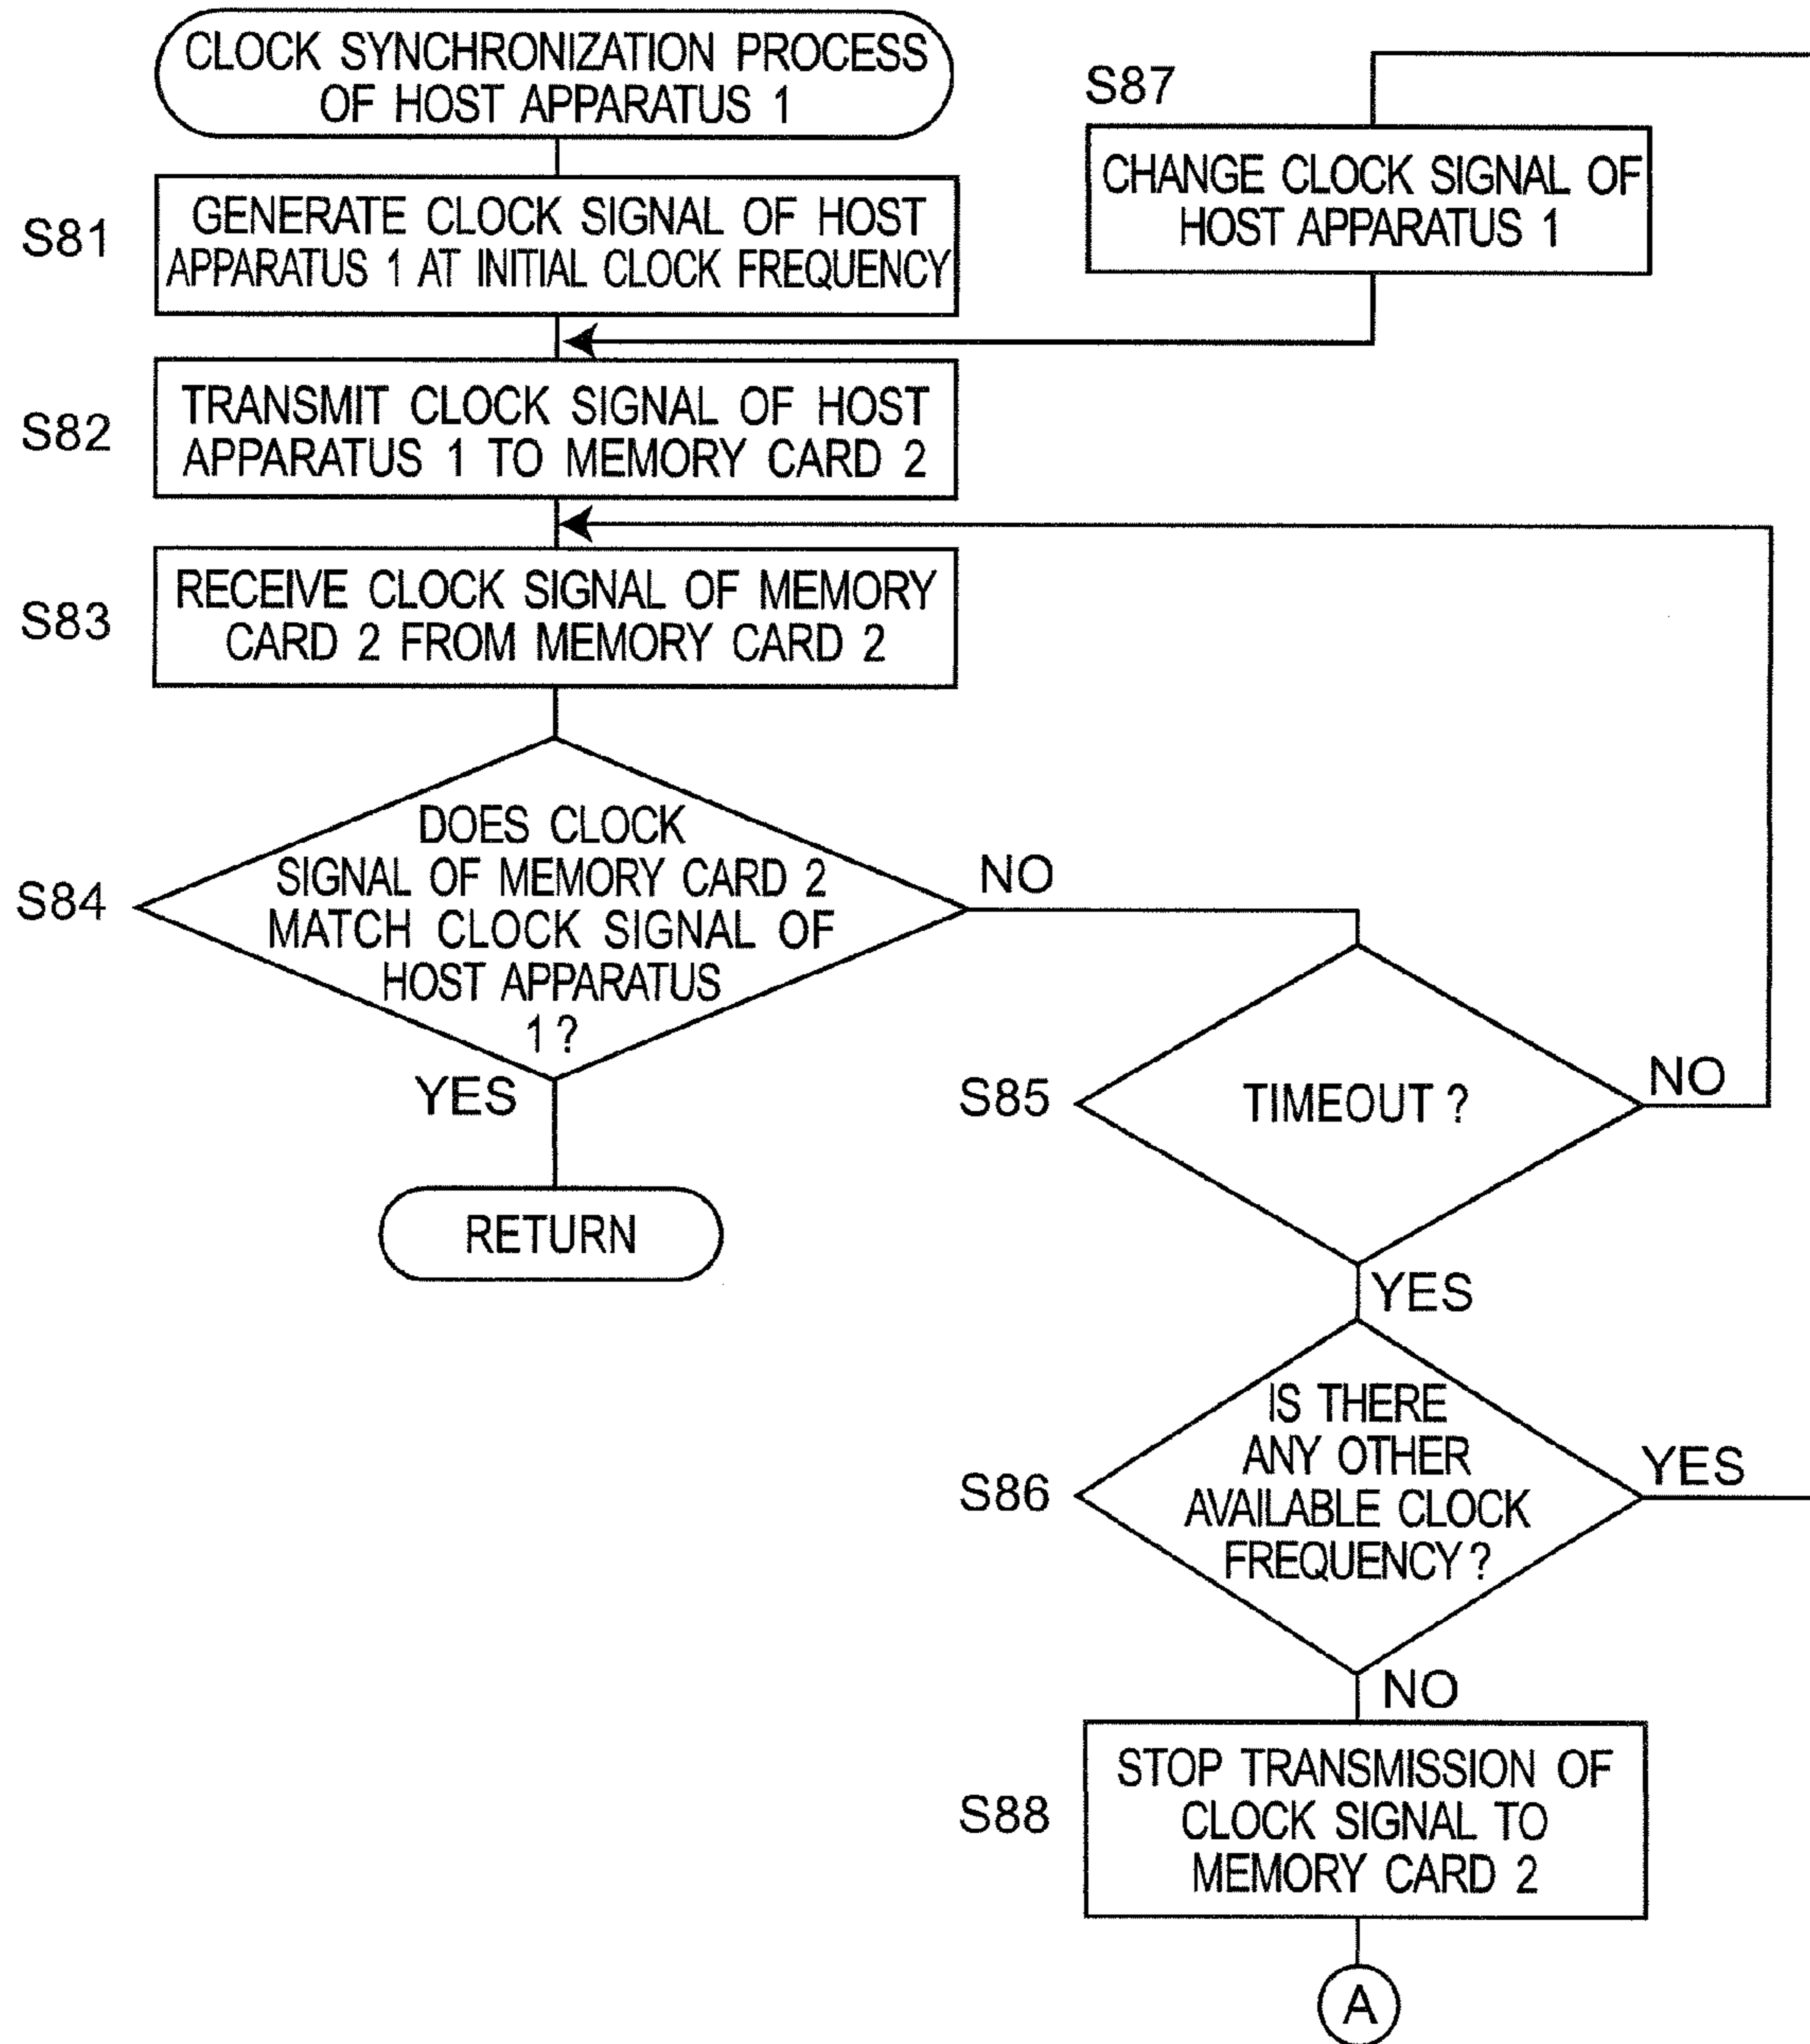 CLOCK SYNCHRONIZATION PROCESS
OF HOST APPARATUS 1
S81
GENERATE CLOCK SIGNAL OF HOST
APPARATUS 1 AT INITIAL CLOCK FREQUENCY
S87
CHANGE CLOCK SIGNAL OF
HOST APPARATUS 1
S82
TRANSMIT CLOCK SIGNAL OF HOST
APPARATUS 1 TO MEMORY CARD 2
S83
RECEIVE CLOCK SIGNAL OF MEMORY
CARD 2 FROM MEMORY CARD 2
S84
DOES CLOCK
SIGNAL OF MEMORY CARD 2
MATCH CLOCK SIGNAL OF
HOST APPARATUS
1 ?
NO
YES
RETURN
S85
TIMEOUT ?
NO
YES
S86
IS THERE
ANY OTHER
AVAILABLE CLOCK
FREQUENCY ?
YES
NO
S88
STOP TRANSMISSION OF
CLOCK SIGNAL TO
MEMORY CARD 2
A